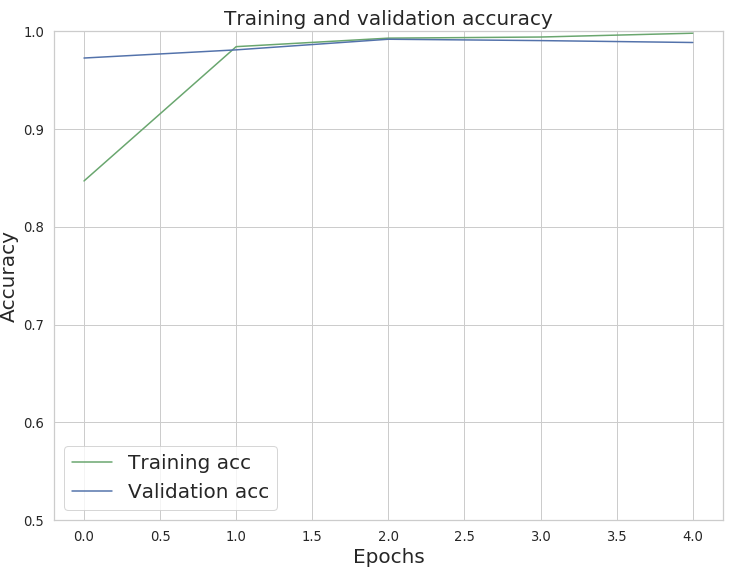 Training and validation accuracy
1.0
0.9
0.8
0.7
0.6
0.5
Accuracy
Training acc
Validation acc
0.0 0.5 1.0 1.5 2.0 2.5 3.0 3.5 4.0
Epochs